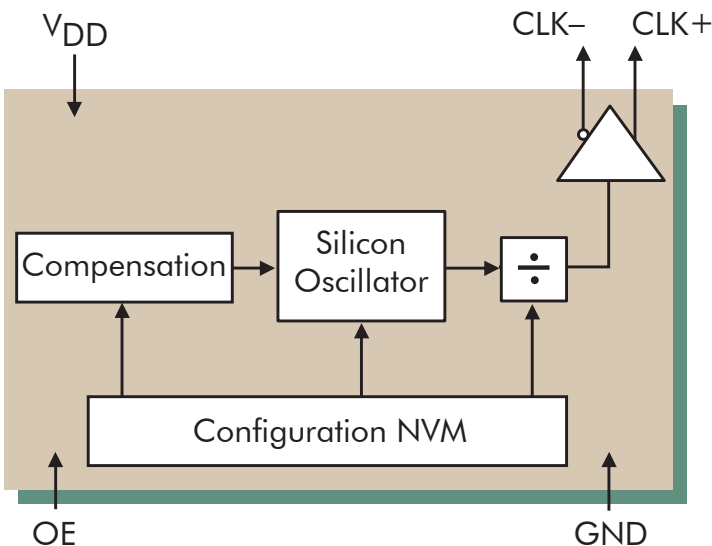 VDD
CLK–
CLK+
Compensation
Silicon
Oscillator
÷
Configuration NVM
OE
GND